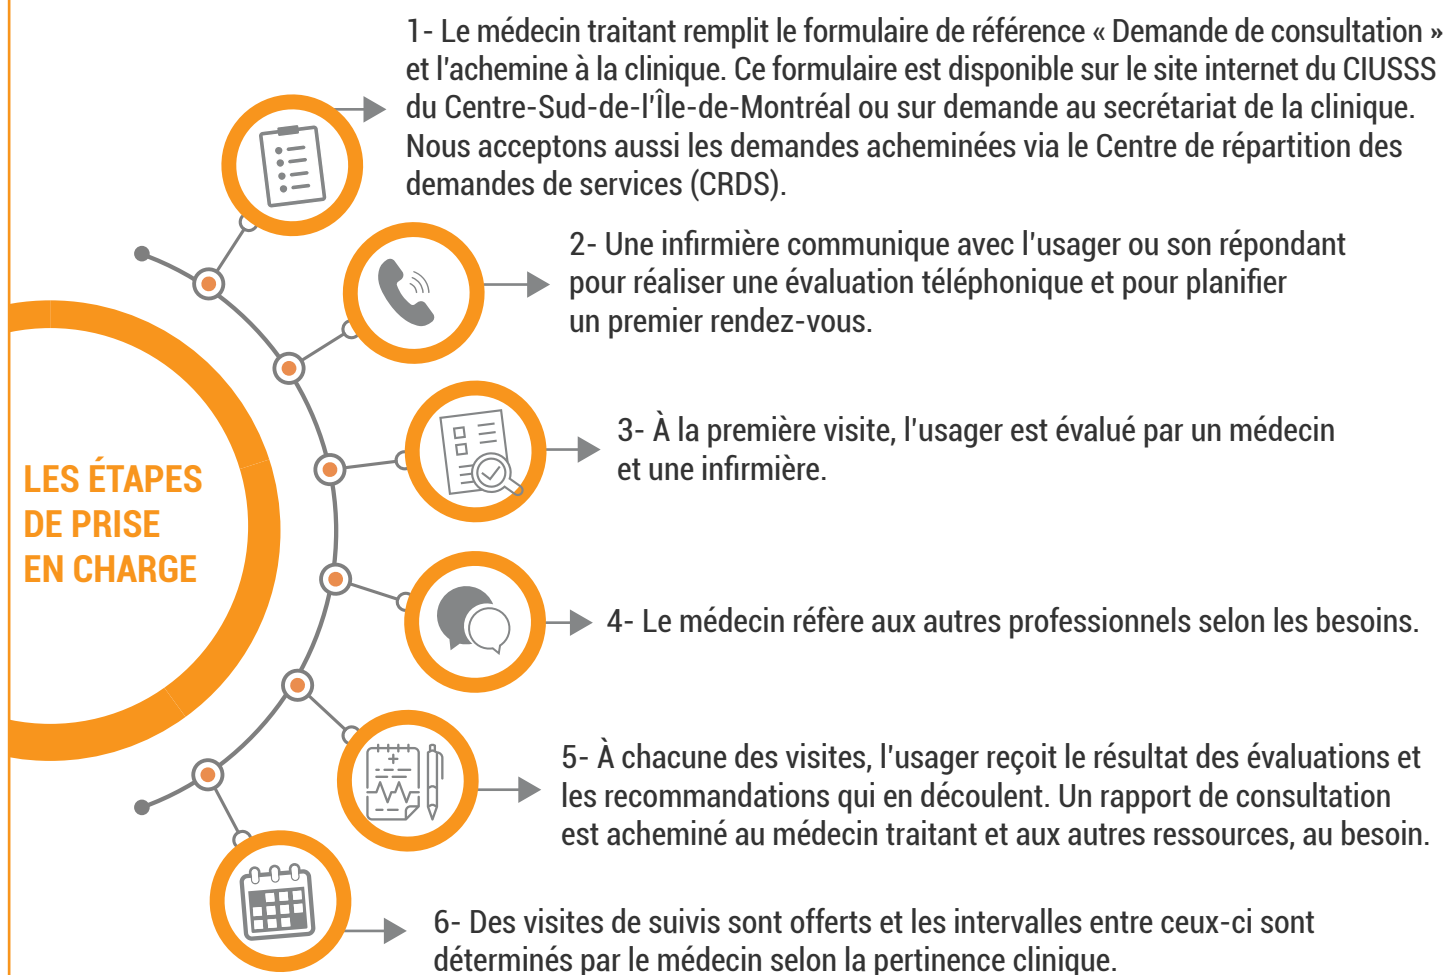 1- Le médecin traitant remplit le formulaire de référence « Demande de consultation »
et l'achemine à la clinique. Ce formulaire est disponible sur le site internet du CIUSSS
du Centre-Sud-de-l'Île-de-Montréal ou sur demande au secrétariat de la clinique.
Nous acceptons aussi les demandes acheminées via le Centre de répartition des
demandes de services (CRDS).
2- Une infirmière communique avec l'usager ou son répondant
pour réaliser une évaluation téléphonique et pour planifier
un premier rendez-vous.
3- À la première visite, l'usager est évalué par un médecin
et une infirmière.
LES ÉTAPES
DE PRISE
EN CHARGE
4- Le médecin réfère aux autres professionnels selon les besoins.
5- À chacune des visites, l'usager reçoit le résultat des évaluations et
les recommandations qui en découlent. Un rapport de consultation
est acheminé au médecin traitant et aux autres ressources, au besoin.
6- Des visites de suivis sont offerts et les intervalles entre ceux-ci sont
déterminés par le médecin selon la pertinence clinique.